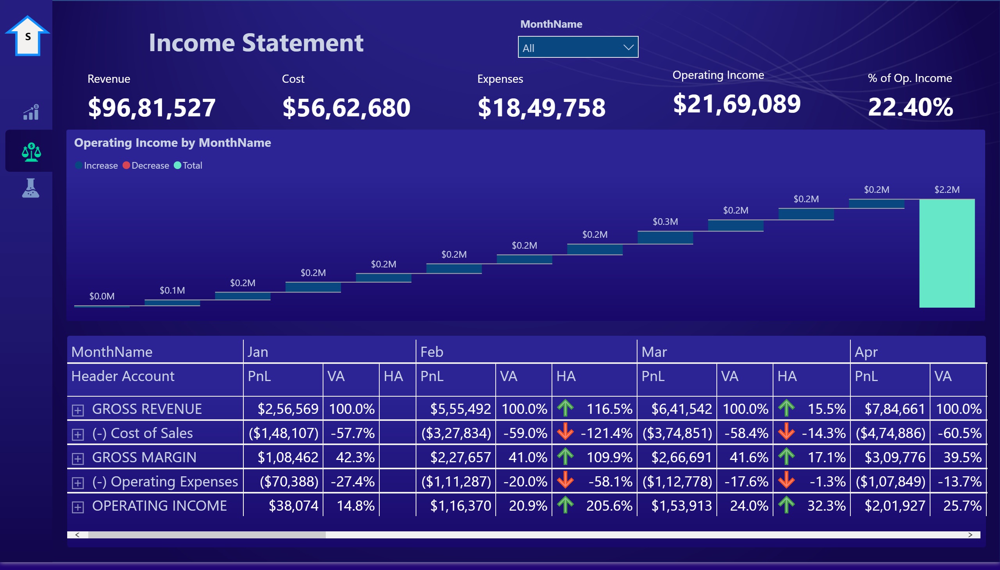 S
MonthName
Income Statement
All
Revenue
Cost
Expenses
Operating Income
% of Op. Income
$96,81,527
$56,62,680
$18,49,758
$21,69,089
22.40%
Operating Income by MonthName
Increase Decrease Total
$0.0M
$0.1M
$0.2M
$0.2M
$0.2M
$0.2M
$0.2M
$0.2M
$0.3M
$0.2M
$0.2M
$0.2M
$2.2M
MonthName Jan Feb Mar Apr
Header Account PnL VA HA PnL VA HA PnL VA HA PnL VA
GROSS REVENUE $2,56,569 100.0% $5,55,492 100.0% 116.5% $6,41,542 100.0% 15.5% $7,84,661 100.0%
(-) Cost of Sales ($1,48,107) -57.7% ($3,27,834) -59.0% -121.4% ($3,74,851) -58.4% -14.3% ($4,74,886) -60.5%
GROSS MARGIN $1,08,462 42.3% $2,27,657 41.0% 109.9% $2,66,691 41.6% 17.1% $3,09,776 39.5%
(-) Operating Expenses ($70,388) -27.4% ($1,11,287) -20.0% -58.1% ($1,12,778) -17.6% -1.3% ($1,07,849) -13.7%
OPERATING INCOME $38,074 14.8% $1,16,370 20.9% 205.6% $1,53,913 24.0% 32.3% $2,01,927 25.7%